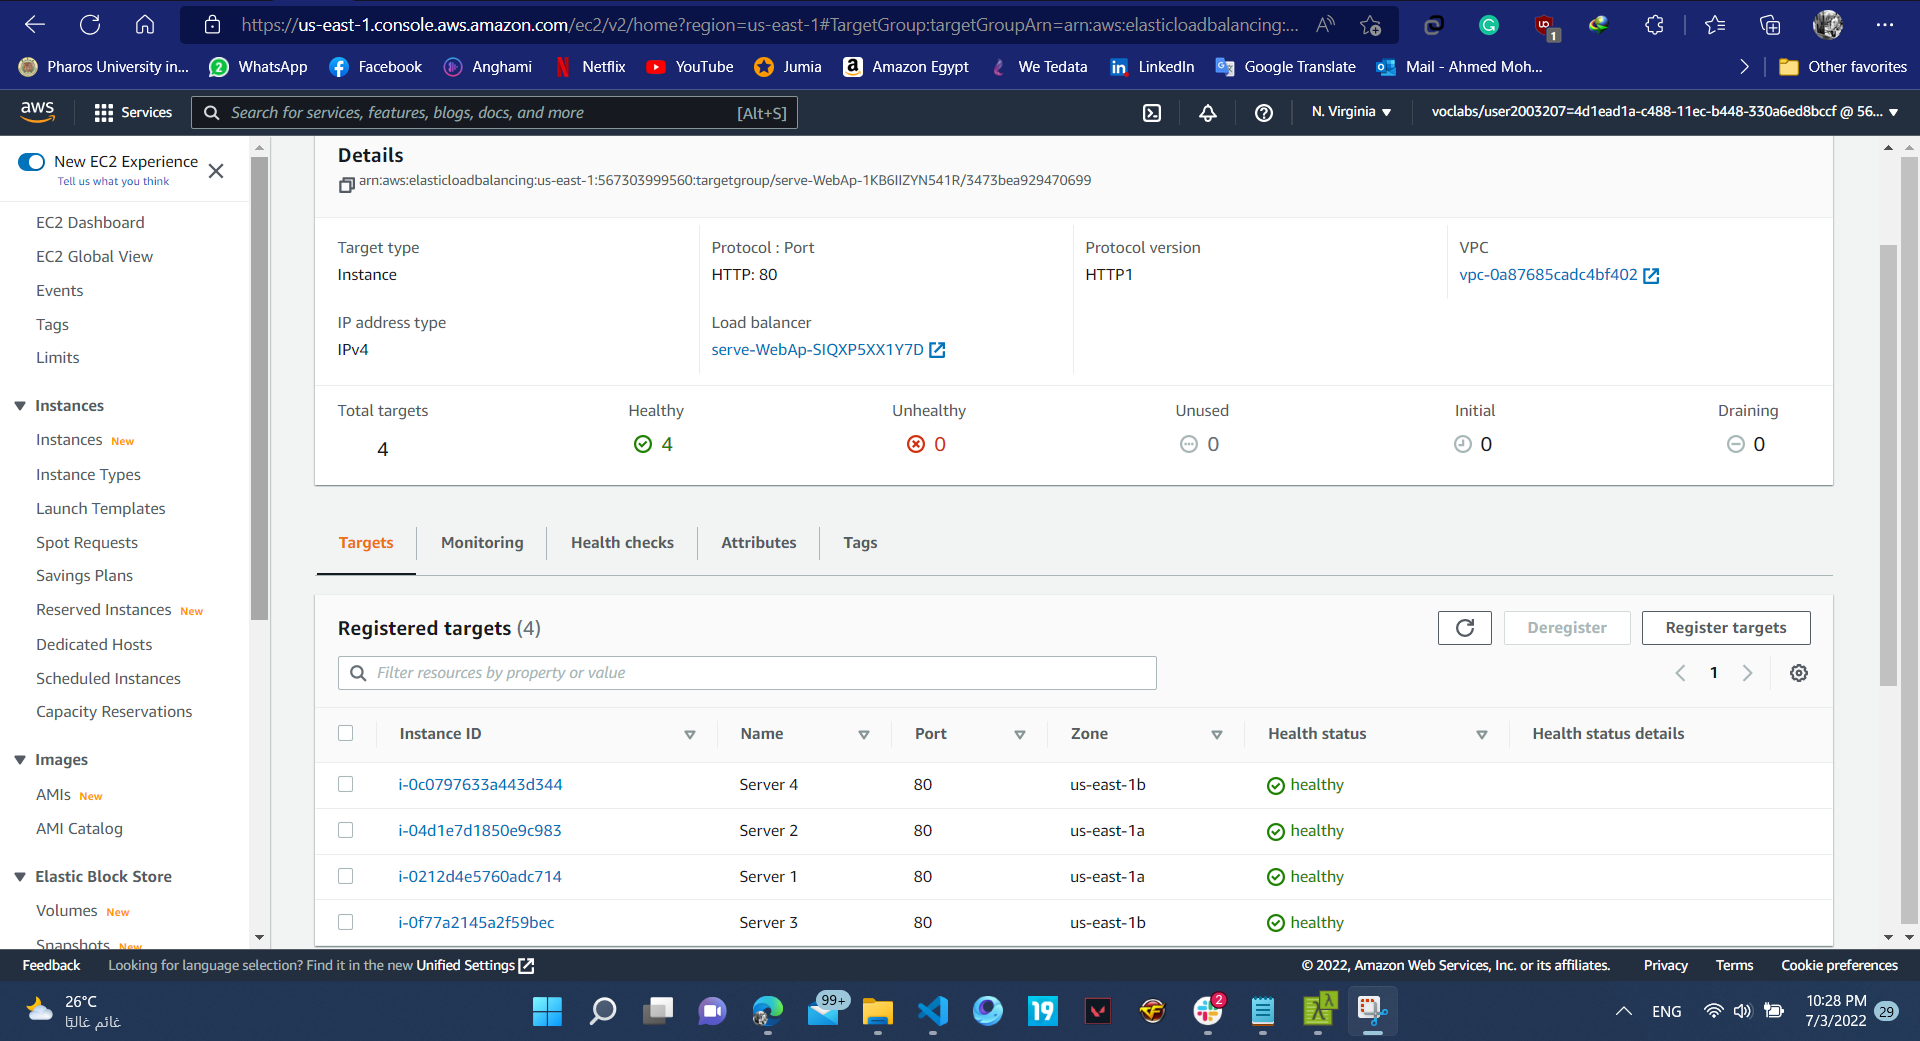 https://us-east-1.console.aws.amazon.com/ec2/v2/home?region=us-east-1#TargetGroup:targetGroupArn=arn:aws:elasticloadbalancing:...
1
Pharos University in...
WhatsApp
Facebook
Anghami
Netflix
YouTube
Jumia
Amazon Egypt
We Tedata
LinkedIn
Google Translate
Mail - Ahmed Moh...
Other favorites
aws
Services
Search for services, features, blogs, docs, and more
[Alt+S]
N. Virginia
voclabs/user2003207=4d1ead1a-c488-11ec-b448-330a6ed8bccf @ 56...
New EC2 Experience
Tell us what you think
EC2 Dashboard
EC2 Global View
Events
Tags
Limits
Instances
Instances New
Instance Types
Launch Templates
Spot Requests
Savings Plans
Reserved Instances New
Dedicated Hosts
Scheduled Instances
Capacity Reservations
Images
AMIs New
AMI Catalog
Elastic Block Store
Volumes New
Snapshots New
Details
arn:aws:elasticloadbalancing:us-east-1:567303999560:targetgroup/serve-WebAp-1KB6IIZYN541R/3473bea929470699
Target type
Instance
Protocol : Port
HTTP: 80
Protocol version
HTTP1
VPC
vpc-0a87685cadc4bf402
IP address type
IPv4
Load balancer
serve-WebAp-SIQXP5XX1Y7D
Total targets
4
Healthy
4
Unhealthy
0
Unused
0
Initial
0
Draining
0
Targets
Monitoring
Health checks
Attributes
Tags
Registered targets (4)
Deregister
Register targets
Filter resources by property or value
1
Instance ID Name Port Zone Health status Health status details
i-0c0797633a443d344 Server 4 80 us-east-1b healthy
i-04d1e7d1850e9c983 Server 2 80 us-east-1a healthy
i-0212d4e5760adc714 Server 1 80 us-east-1a healthy
i-0f77a2145a2f59bec Server 3 80 us-east-1b healthy
Feedback
Looking for language selection? Find it in the new Unified Settings
© 2022, Amazon Web Services, Inc. or its affiliates.
Privacy
Terms
Cookie preferences
26°C
غائم غالبًا
99+
19
2
ENG
10:28 PM
7/3/2022
29